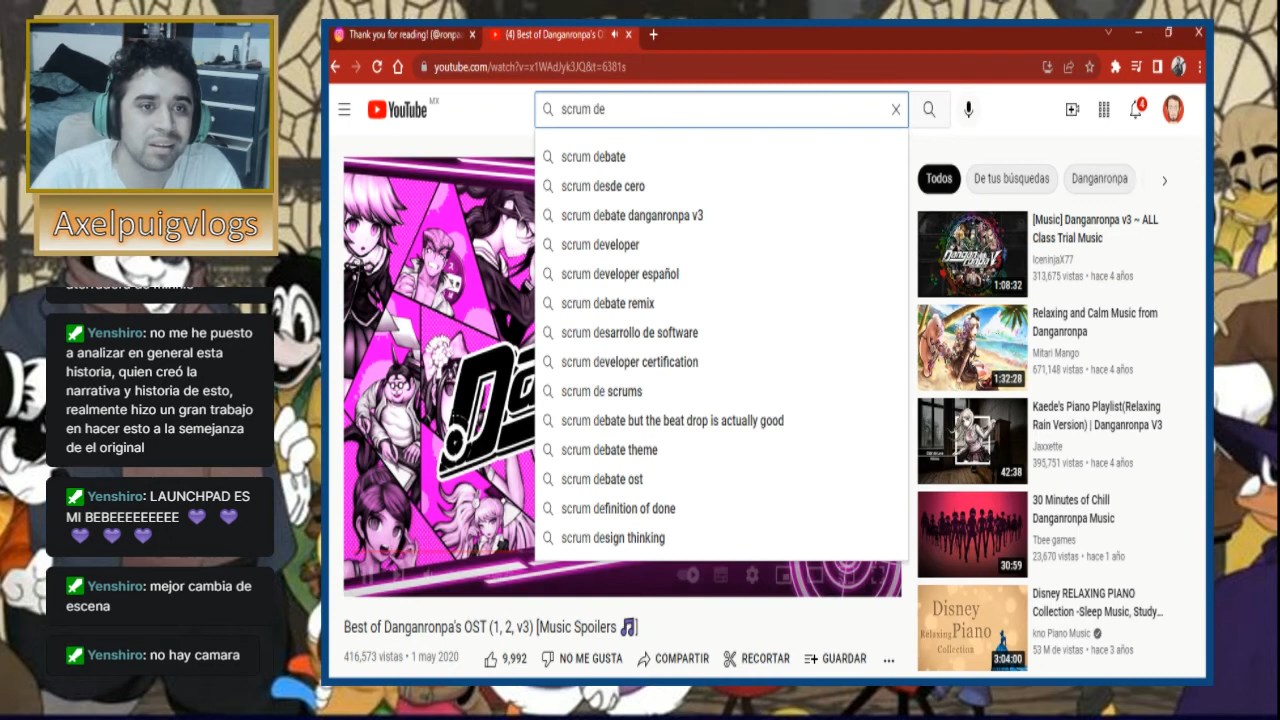 Axelpuigvlogs
Yenshiro: no me he puesto
a analizar en general esta
historia, quien creó la
narrativa y historia de esto,
realmente hizo un gran trabajo
en hacer esto a la semejanza
de el original
Yenshiro: LAUNCHPAD ES
MI BEBEEEEEEEEE 💜 💜
💜 💜 💜
Yenshiro: mejor cambia de
escena
Yenshiro: no hay camara
Thank you for reading! (@ronpa
(4) Best of Danganronpa's O
youtube.com/watch?v=x1WAdJyk3JQ&t=6381s
YouTube MX
scrum de
4
scrum debate
scrum desde cero
scrum debate danganronpa v3
scrum developer
scrum developer español
scrum debate remix
scrum desarrollo de software
scrum developer certification
scrum de scrums
scrum debate but the beat drop is actually good
scrum debate theme
scrum debate ost
scrum definition of done
scrum design thinking
Best of Danganronpa's OST (1, 2, v3) [Music Spoilers 🎵]
416,573 vistas • 1 may 2020
9,992 NO ME GUSTA COMPARTIR RECORTAR GUARDAR ...
Todos De tus búsquedas Danganronpa
[Music] Danganronpa v3 ~ ALL
Class Trial Music
IceninjaX77
313,675 vistas • hace 4 años
1:08:32
Relaxing and Calm Music from
Danganronpa
Mitari Mango
671,148 vistas • hace 4 años
1:32:28
Kaede's Piano Playlist(Relaxing
Rain Version) | Danganronpa V3
Jaxxette
395,751 vistas • hace 4 años
42:38
30 Minutes of Chill
Danganronpa Music
Tbee games
23,670 vistas • hace 1 año
30:59
Disney RELAXING PIANO
Collection -Sleep Music, Study...
kno Piano Music
53 M de vistas • hace 3 años
Disney
Relaxing Piano
Collection
3:04:00